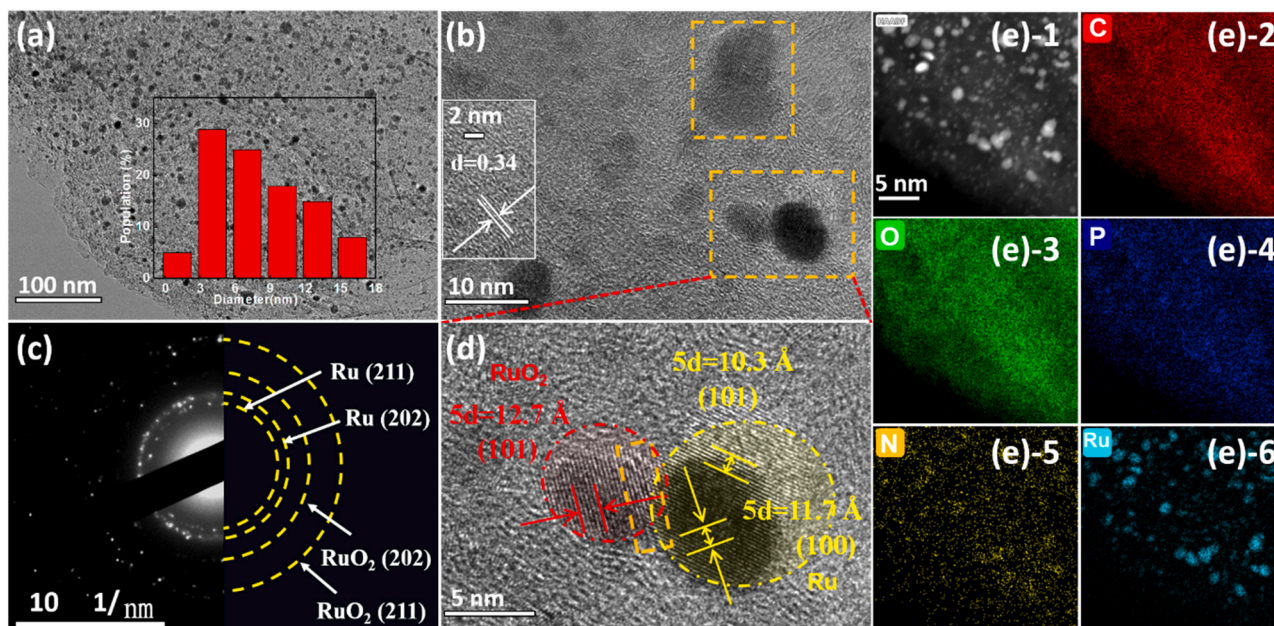 (a)
30
20
10
0
Popolation (%)
0 3 6 9 12 15 18
Diameter(nm)
100 nm
(b)
2 nm
d=0.34
10 nm
(c)
Ru (211)
Ru (202)
RuO₂ (202)
RuO₂ (211)
10 1/nm
(d)
RuO₂
5d=12.7 Å
(101)
5d=10.3 Å
(101)
5d=11.7 Å
(100)
Ru
5 nm
HAADF
(e)-1
5 nm
C
(e)-2
O
(e)-3
P
(e)-4
N
(e)-5
Ru
(e)-6